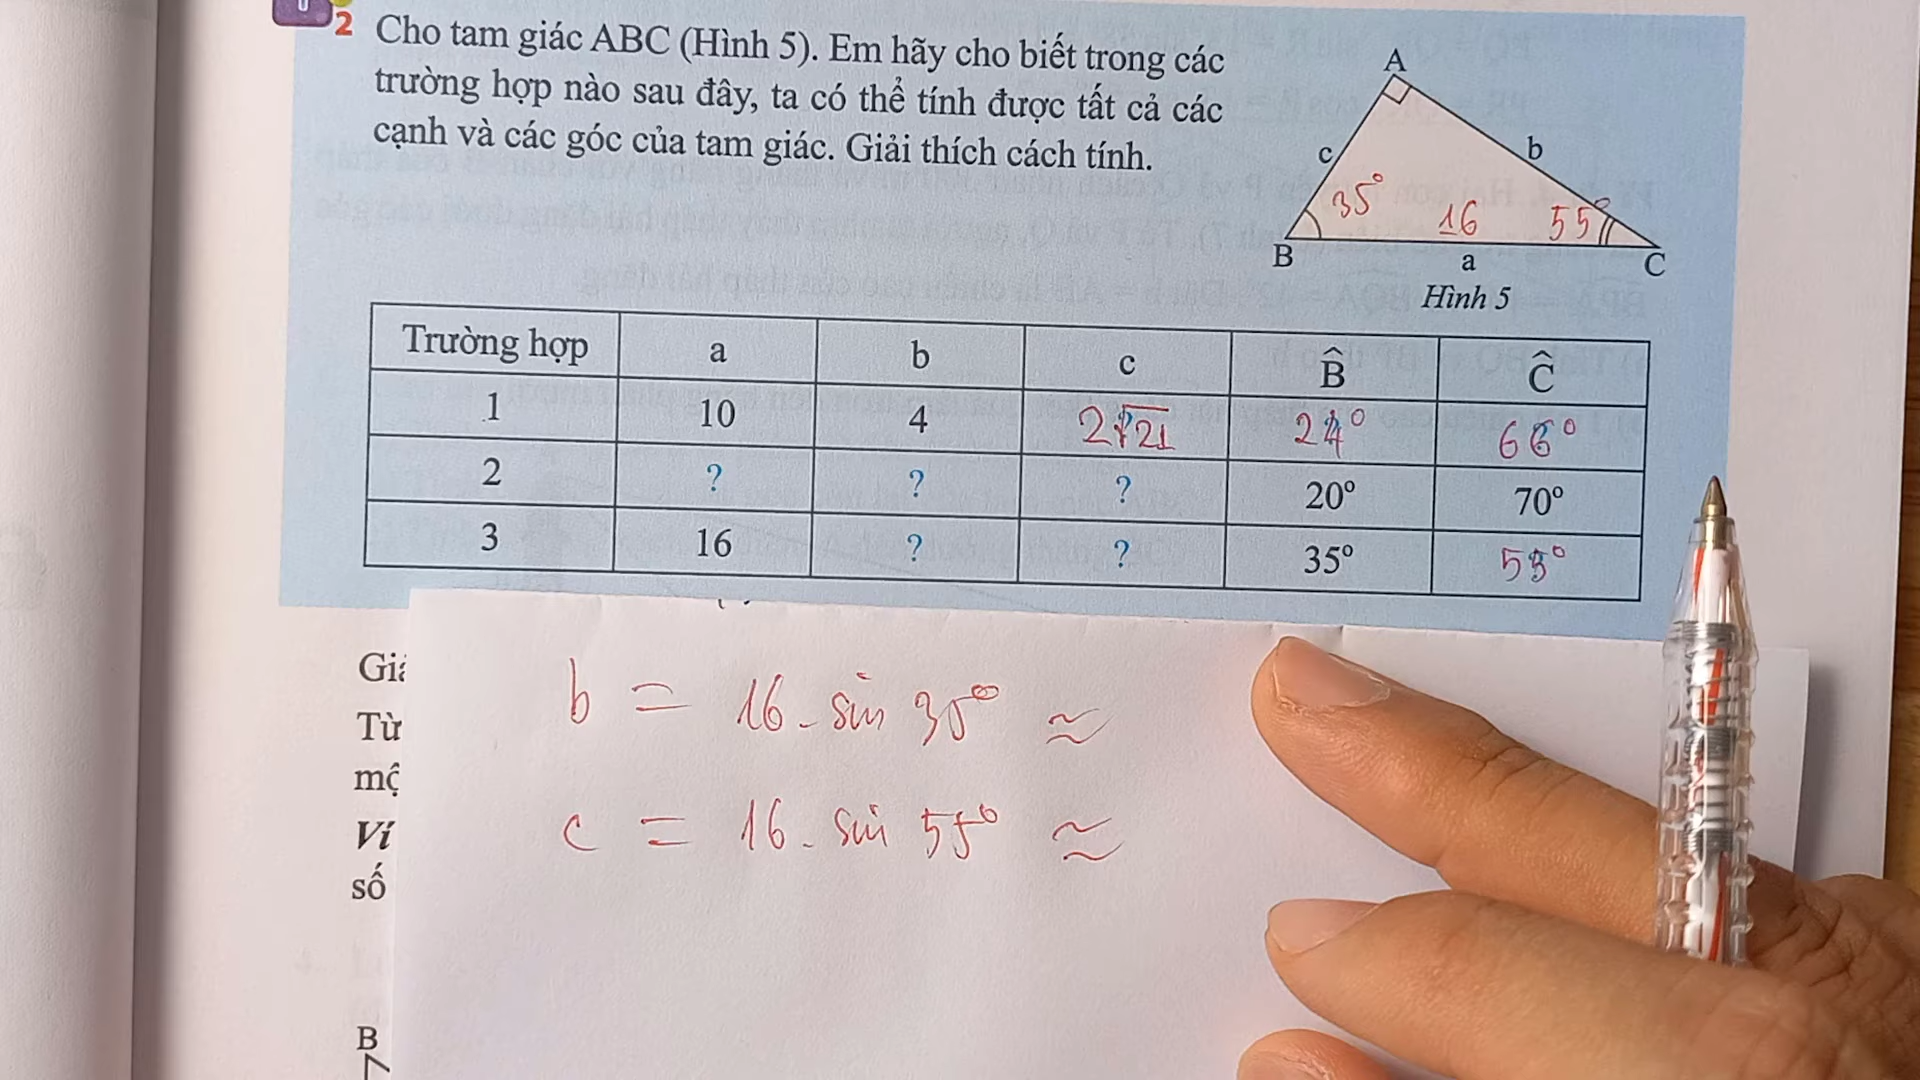 2 Cho tam giác ABC (Hình 5). Em hãy cho biết trong các
trường hợp nào sau đây, ta có thể tính được tất cả các
cạnh và các góc của tam giác. Giải thích cách tính.
A
c
b
35°
16
55°
B
a
C
Hình 5
Trường hợp a b c B̂ Ĉ
1 10 4 2√21 24° 66°
2 ? ? ? 20° 70°
3 16 ? ? 35° 55°
b = 16 . sin 35° ≈
c = 16 . sin 55° ≈
Từ
Ví
số
B